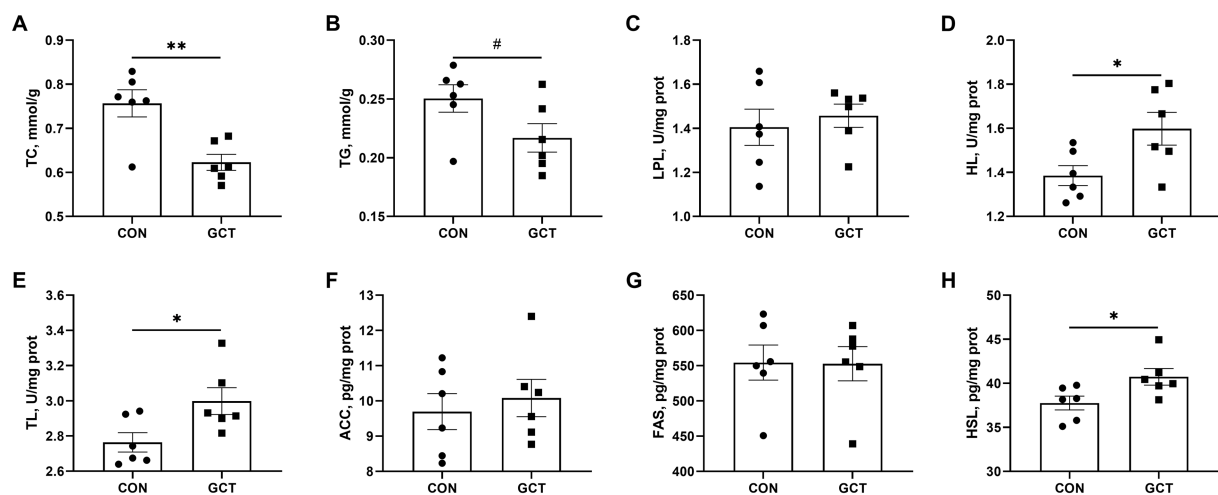 A
TC, mmol/g
0.9
0.8
0.7
0.6
0.5
**
CON GCT
B
TG, mmol/g
0.30
0.25
0.20
0.15
#
CON GCT
C
LPL, U/mg prot
1.8
1.6
1.4
1.2
1.0
CON GCT
D
HL, U/mg prot
2.0
1.8
1.6
1.4
1.2
*
CON GCT
E
TL, U/mg prot
3.6
3.4
3.2
3.0
2.8
2.6
*
CON GCT
F
ACC, pg/mg prot
13
12
11
10
9
8
CON GCT
G
FAS, pg/mg prot
650
600
550
500
450
400
CON GCT
H
HSL, pg/mg prot
50
45
40
35
30
*
CON GCT